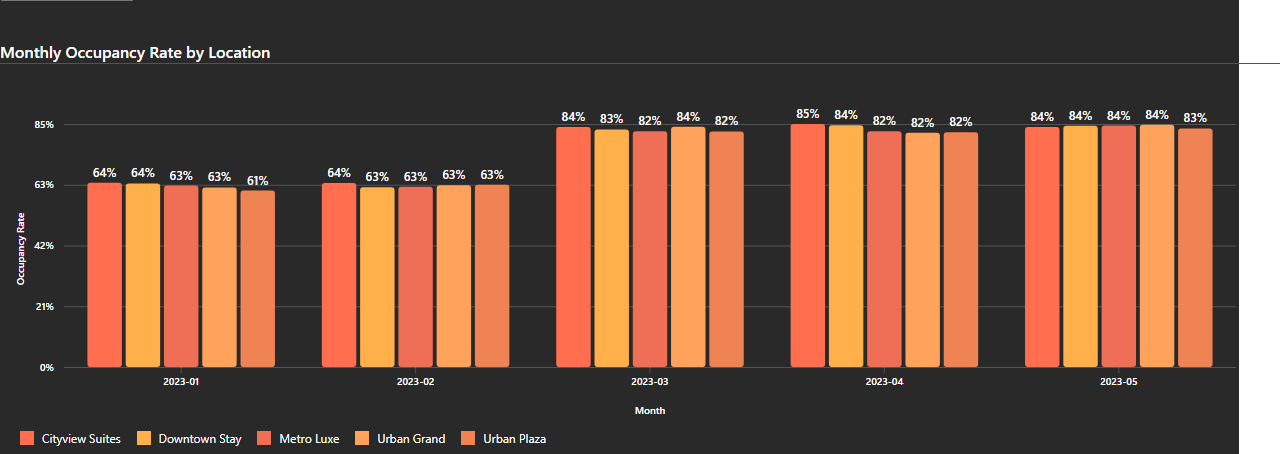 Monthly Occupancy Rate by Location
85%
63%
42%
21%
0%
Occupancy Rate
64% 64% 63% 63% 61%
64% 63% 63% 63% 63%
84% 83% 82% 84% 82%
85% 84% 82% 82% 82%
84% 84% 84% 84% 83%
2023-01 2023-02 2023-03 2023-04 2023-05
Month
Cityview Suites Downtown Stay Metro Luxe Urban Grand Urban Plaza